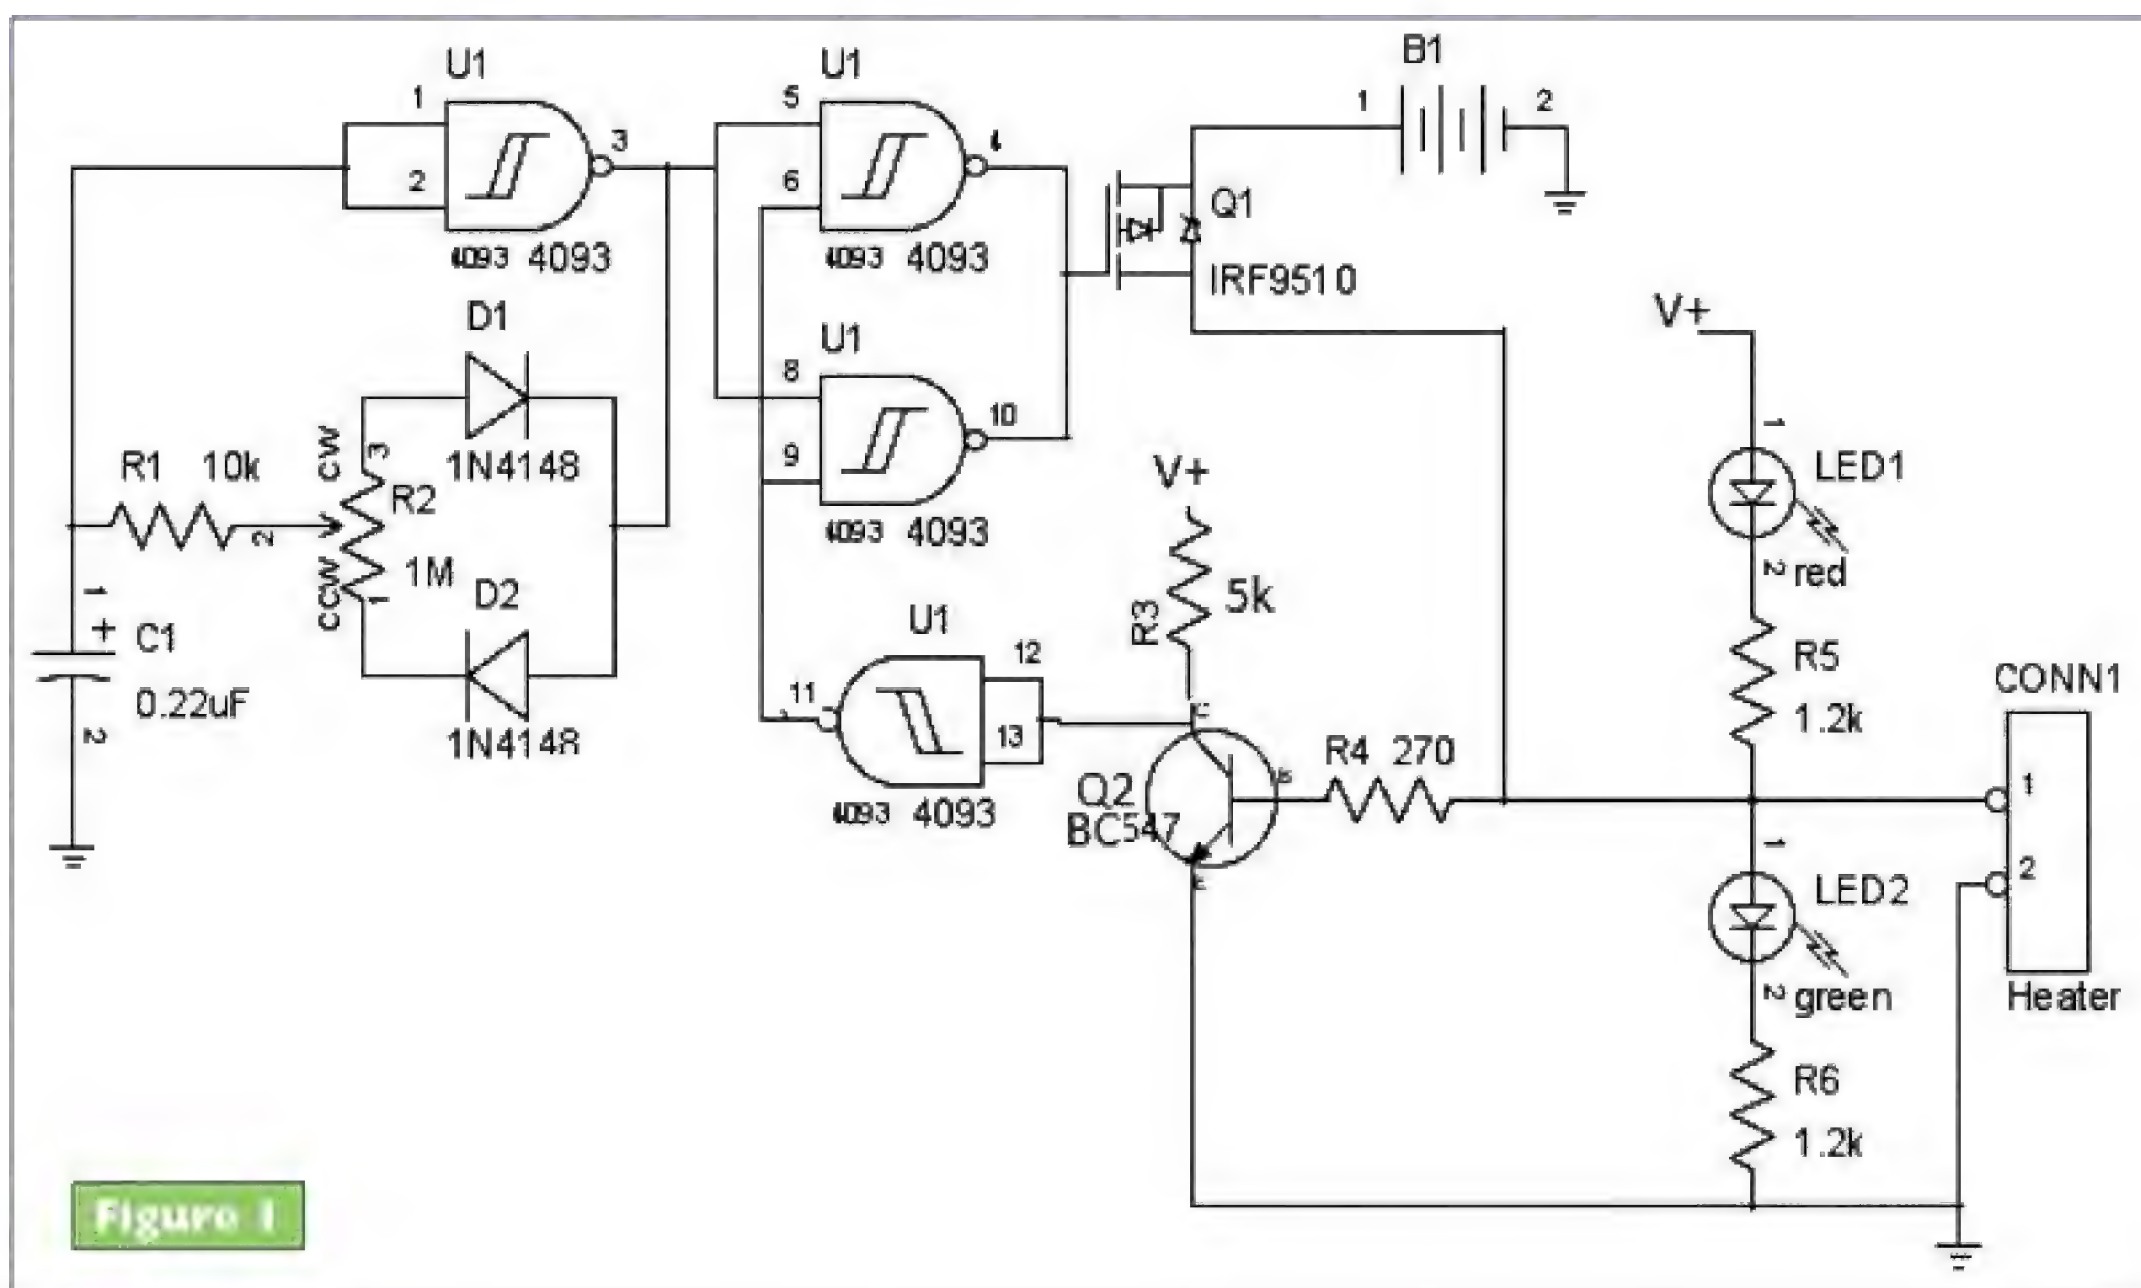 U1
1
2
3
4093 4093
U1
5
6
4
4093 4093
B1
1
2
Q1
IRF9510
V+
D1
1N4148
U1
8
9
10
4093 4093
R1 10k
2
CW
3
R2
1M
CCW
1
D2
1N4148
1
+
C1
0.22uF
2
V+
R3
5k
U1
12
13
11
4093 4093
C
B
E
Q2
BC547
R4 270
1
LED1
2
red
R5
1.2k
CONN1
1
2
Heater
1
LED2
2
green
R6
1.2k
Figure 1